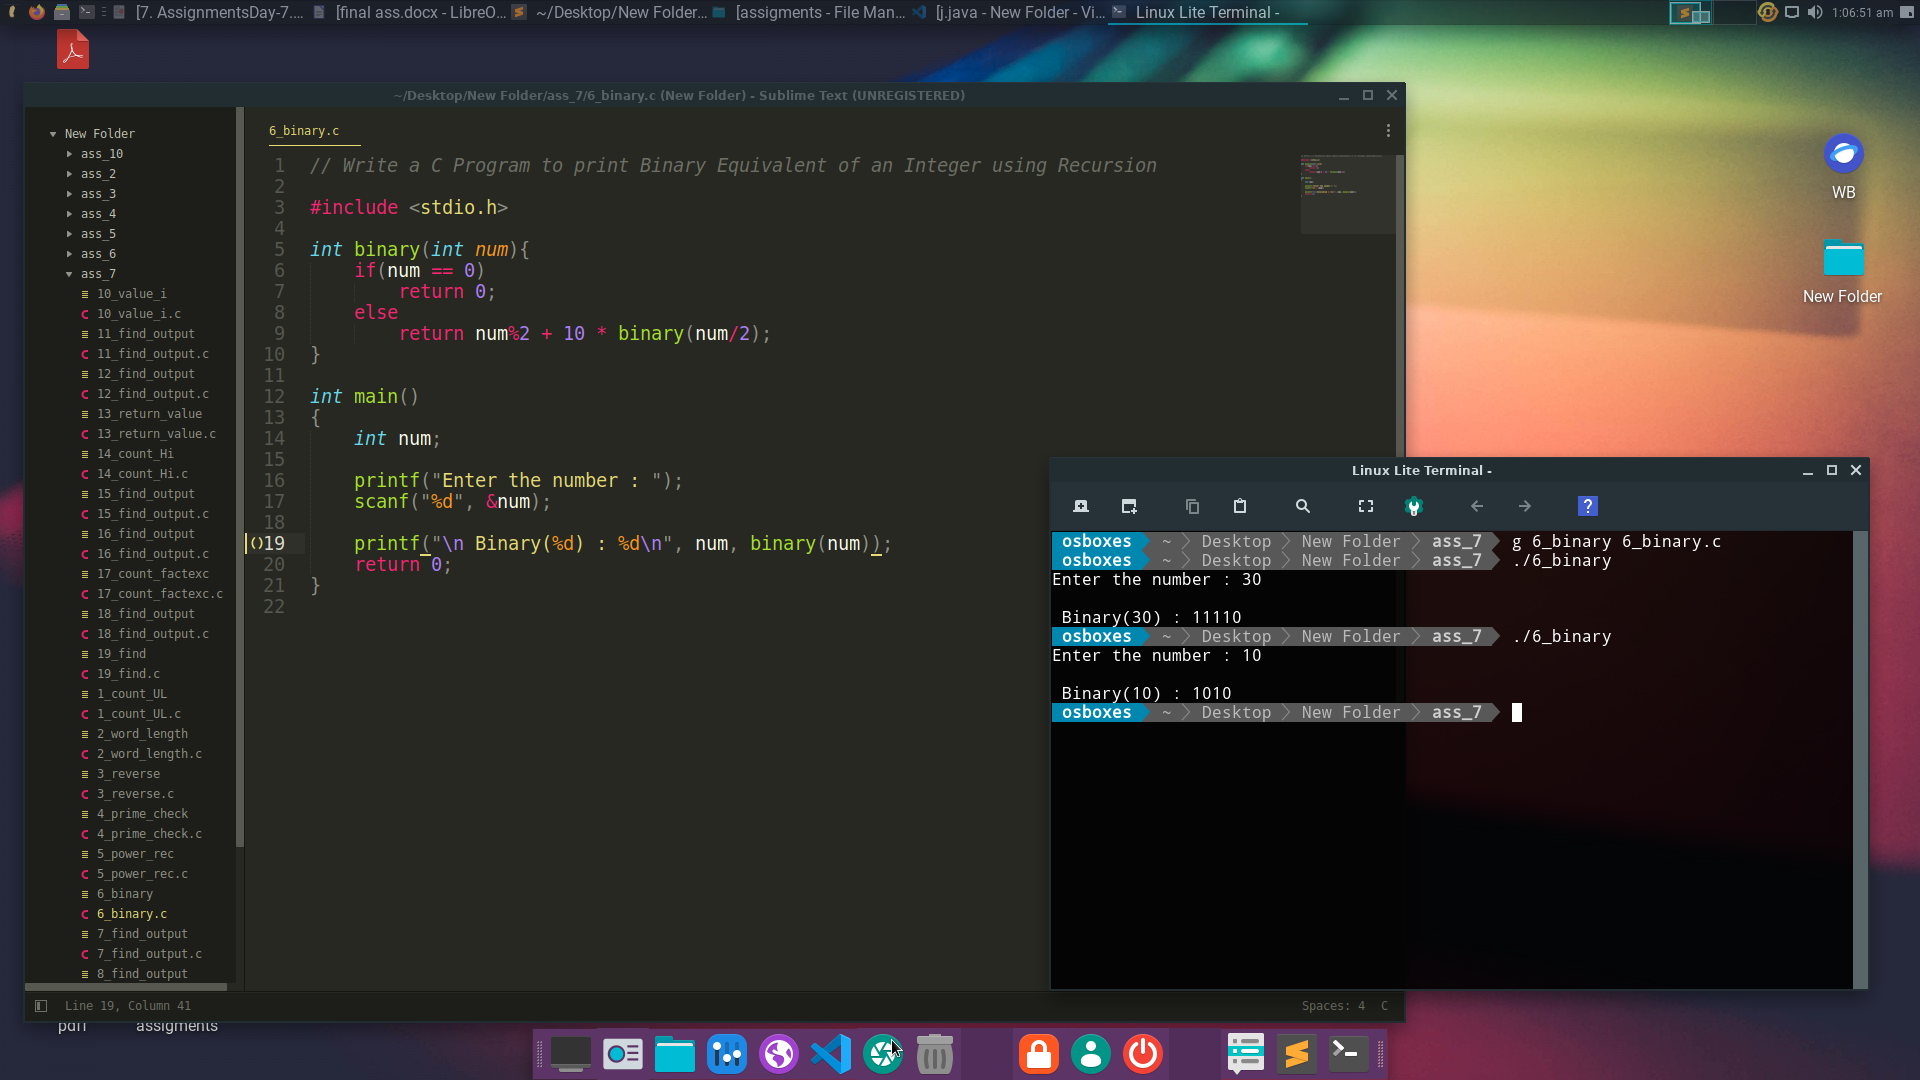 [7. AssignmentsDay-7....
[final ass.docx - LibreO...
~/Desktop/New Folder...
[assigments - File Man...
[j.java - New Folder - Vi...
Linux Lite Terminal -
1:06:51 am
~/Desktop/New Folder/ass_7/6_binary.c (New Folder) - Sublime Text (UNREGISTERED)
New Folder
ass_10
ass_2
ass_3
ass_4
ass_5
ass_6
ass_7
10_value_i
10_value_i.c
11_find_output
11_find_output.c
12_find_output
12_find_output.c
13_return_value
13_return_value.c
14_count_Hi
14_count_Hi.c
15_find_output
15_find_output.c
16_find_output
16_find_output.c
17_count_factexc
17_count_factexc.c
18_find_output
18_find_output.c
19_find
19_find.c
1_count_UL
1_count_UL.c
2_word_length
2_word_length.c
3_reverse
3_reverse.c
4_prime_check
4_prime_check.c
5_power_rec
5_power_rec.c
6_binary
6_binary.c
7_find_output
7_find_output.c
8_find_output
6_binary.c
1 // Write a C Program to print Binary Equivalent of an Integer using Recursion
2
3 #include <stdio.h>
4
5 int binary(int num){
6     if(num == 0)
7         return 0;
8     else
9         return num%2 + 10 * binary(num/2);
10 }
11
12 int main()
13 {
14     int num;
15
16     printf("Enter the number : ");
17     scanf("%d", &num);
18
19     printf("\n Binary(%d) : %d\n", num, binary(num));
20     return 0;
21 }
22
Line 19, Column 41
Spaces: 4 C
WB
New Folder
Linux Lite Terminal -
osboxes ~ Desktop New Folder ass_7 g 6_binary 6_binary.c
osboxes ~ Desktop New Folder ass_7 ./6_binary
Enter the number : 30
Binary(30) : 11110
osboxes ~ Desktop New Folder ass_7 ./6_binary
Enter the number : 10
Binary(10) : 1010
osboxes ~ Desktop New Folder ass_7
assigments